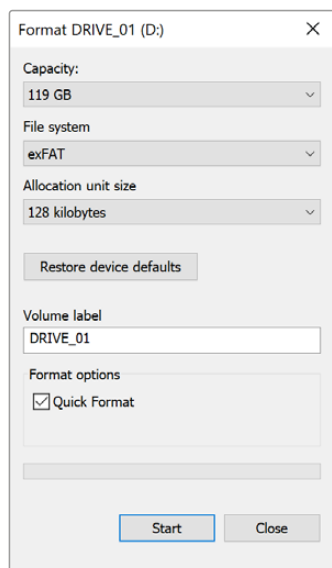 Format DRIVE_01 (D:)
Capacity:
119 GB
File system
exFAT
Allocation unit size
128 kilobytes
Restore device defaults
Volume label
DRIVE_01
Format options
Quick Format
Start
Close